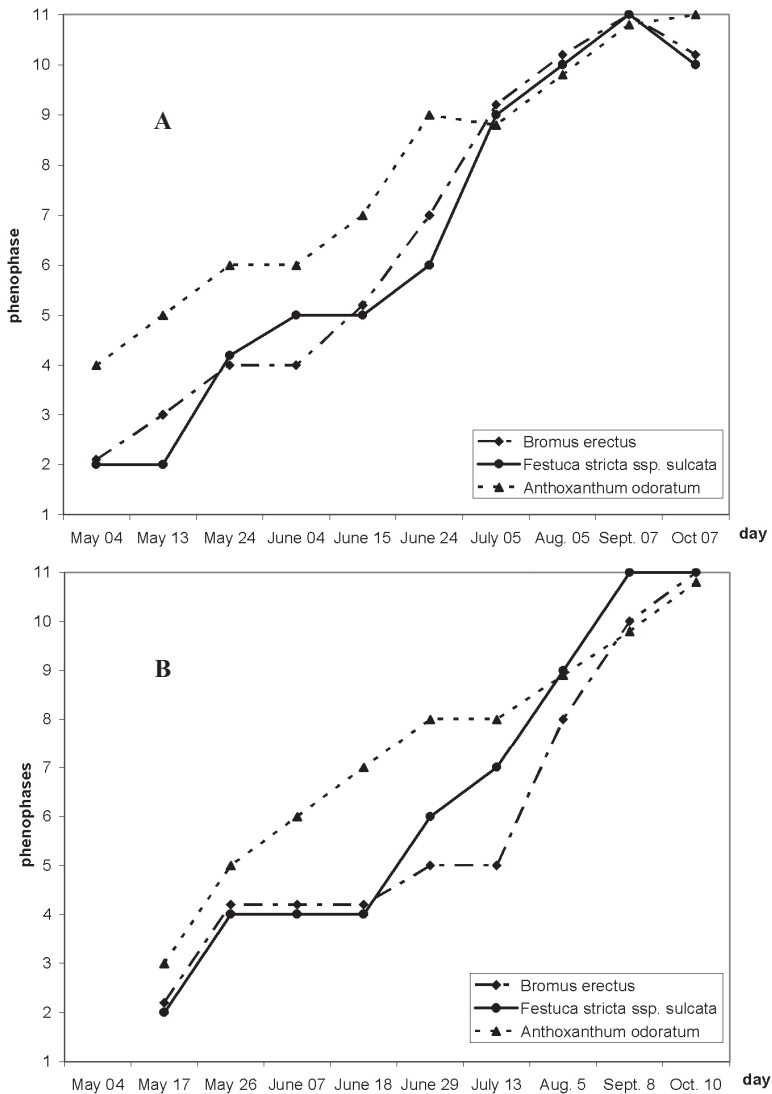 11
10
A
9
8
7
phenophase
6
5
4
3
Bromus erectus
Festuca stricta ssp. sulcata
2
Anthoxanthum odoratum
1
May 04 May 13 May 24 June 04 June 15 June 24 July 05 Aug. 05 Sept. 07 Oct 07 day
11
10
B
9
8
7
6
phenophases
5
4
3
Bromus erectus
Festuca stricta ssp. sulcata
2
Anthoxanthum odoratum
1
May 04 May 17 May 26 June 07 June 18 June 29 July 13 Aug. 5 Sept. 8 Oct. 10 day